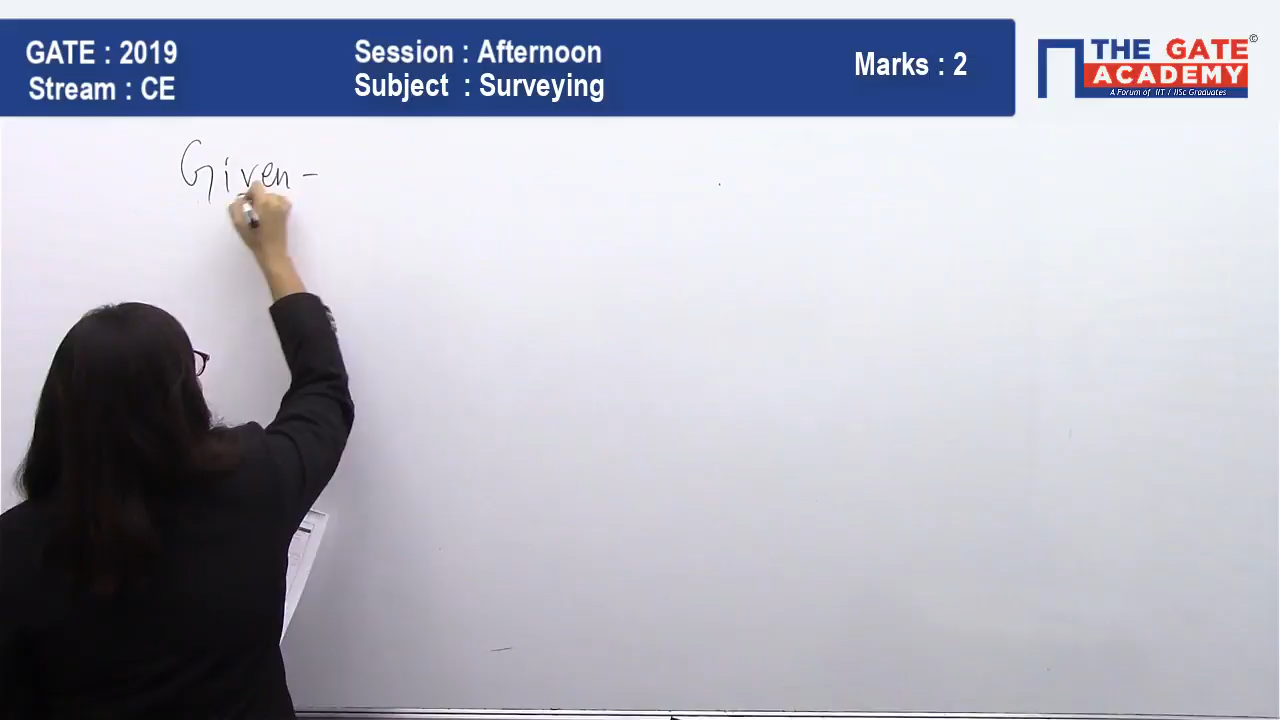 GATE : 2019
Stream : CE
Session : Afternoon
Subject : Surveying
Marks : 2
THE GATE
ACADEMY
A Forum of IIT / IISc Graduates
©
Given -